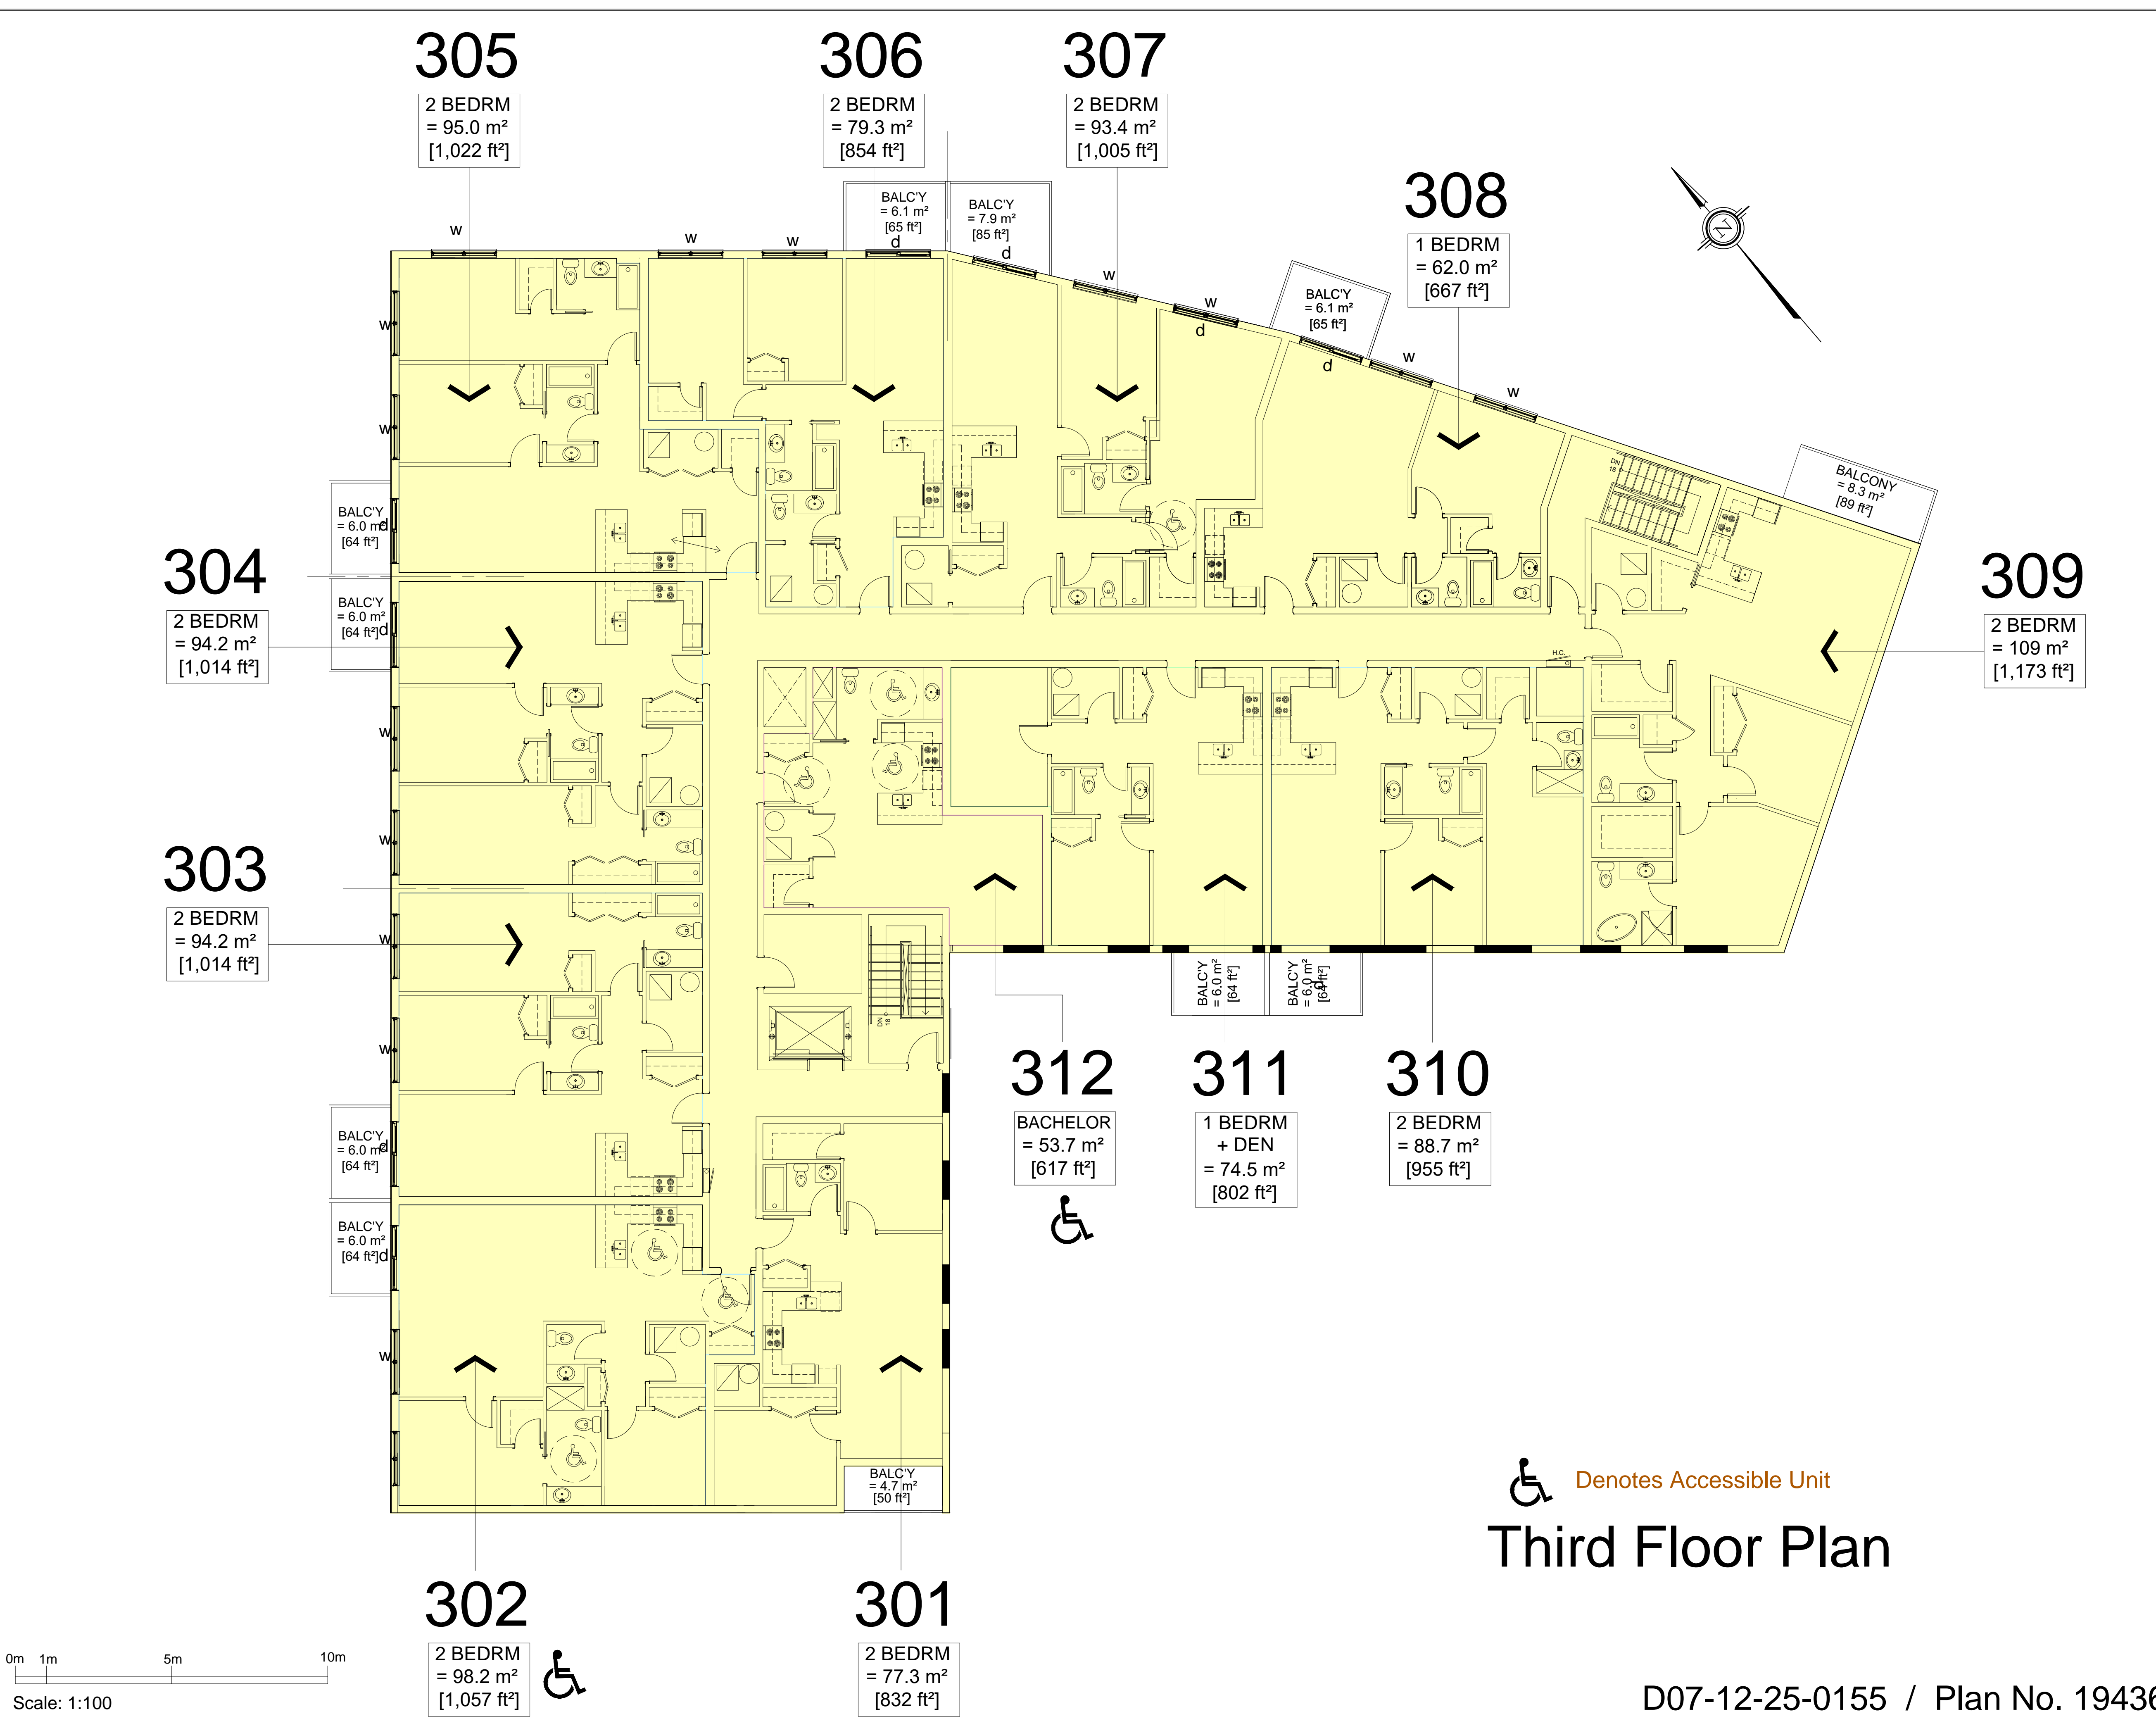 305
2 BEDRM
= 95.0 m²
[1,022 ft²]
306
2 BEDRM
= 79.3 m²
[854 ft²]
307
2 BEDRM
= 93.4 m²
[1,005 ft²]
308
1 BEDRM
= 62.0 m²
[667 ft²]
N
BALC'Y
= 6.1 m²
[65 ft²]
d
BALC'Y
= 7.9 m²
[85 ft²]
d
w
w
w
w
w
d
BALC'Y
= 6.1 m²
[65 ft²]
d
w
w
w
w
DN
18
BALCONY
= 8.3 m²
[89 ft²]
BALC'Y
= 6.0 m²
[64 ft²]
d
304
2 BEDRM
= 94.2 m²
[1,014 ft²]
BALC'Y
= 6.0 m²
[64 ft²]
d
309
2 BEDRM
= 109 m²
[1,173 ft²]
H.C.
w
w
303
2 BEDRM
= 94.2 m²
[1,014 ft²]
w
w
BALC'Y
= 6.0 m²
[64 ft²]
BALC'Y
= 6.0 m²
[64 ft²]
d
DN
18
312
BACHELOR
= 53.7 m²
[617 ft²]
311
1 BEDRM
+ DEN
= 74.5 m²
[802 ft²]
310
2 BEDRM
= 88.7 m²
[955 ft²]
BALC'Y
= 6.0 m²
[64 ft²]
d
BALC'Y
= 6.0 m²
[64 ft²]
d
w
BALC'Y
= 4.7 m²
[50 ft²]
Denotes Accessible Unit
Third Floor Plan
302
2 BEDRM
= 98.2 m²
[1,057 ft²]
301
2 BEDRM
= 77.3 m²
[832 ft²]
0m 1m 5m 10m
Scale: 1:100
D07-12-25-0155 / Plan No. 19436